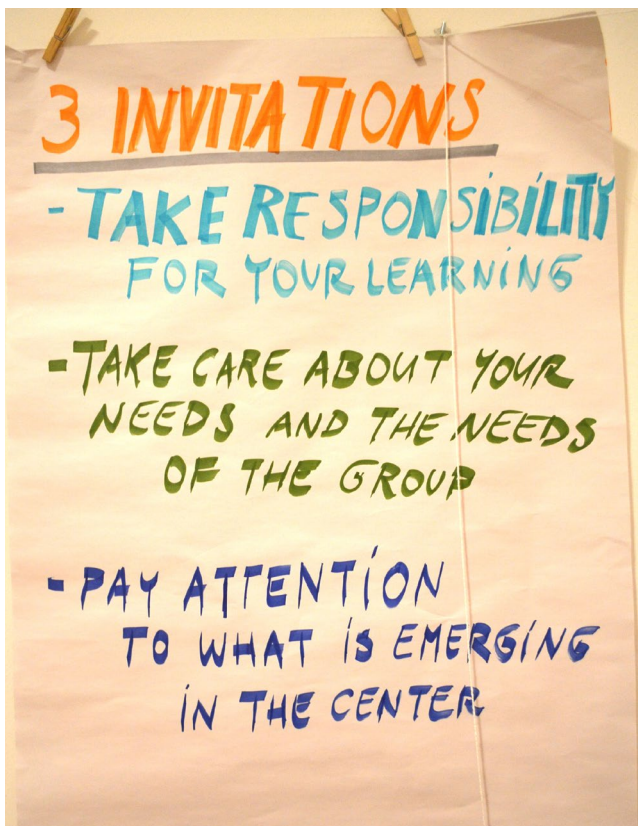 3 INVITATIONS
- TAKE RESPONSIBILITY
FOR YOUR LEARNING
- TAKE CARE ABOUT YOUR
NEEDS AND THE NEEDS
OF THE GROUP
- PAY ATTENTION
TO WHAT IS EMERGING
IN THE CENTER